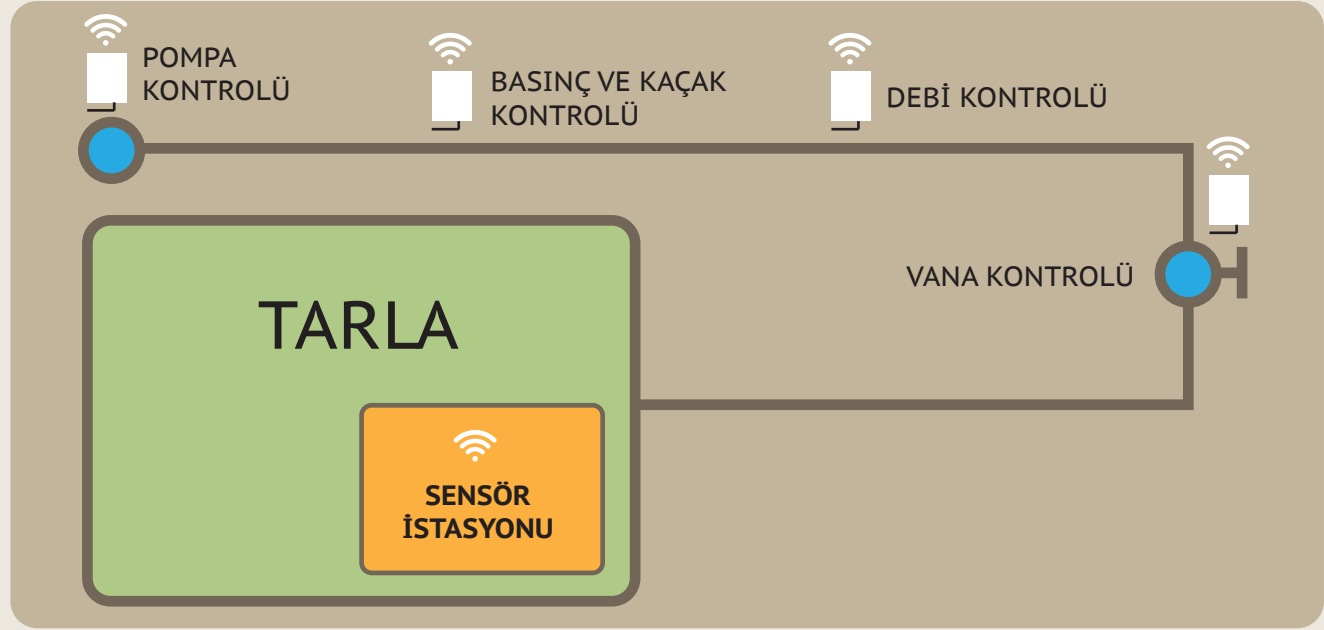 POMPA
KONTROLÜ
BASINÇ VE KAÇAK
KONTROLÜ
DEBİ KONTROLÜ
VANA KONTROLÜ
TARLA
SENSÖR
İSTASYONU